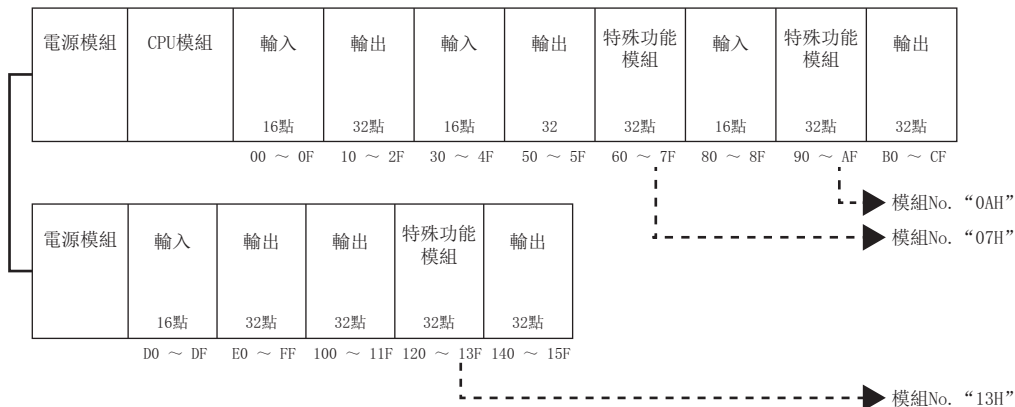 電源模組
CPU模組
輸入
16點
輸出
32點
輸入
16點
輸出
32
特殊功能
模組
32點
輸入
16點
特殊功能
模組
32點
輸出
32點
00 ～ 0F
10 ～ 2F
30 ～ 4F
50 ～ 5F
60 ～ 7F
80 ～ 8F
90 ～ AF
B0 ～ CF
模組No. “0AH”
模組No. “07H”
電源模組
輸入
16點
輸出
32點
輸出
32點
特殊功能
模組
32點
輸出
32點
D0 ～ DF
E0 ～ FF
100 ～ 11F
120 ～ 13F
140 ～ 15F
模組No. “13H”